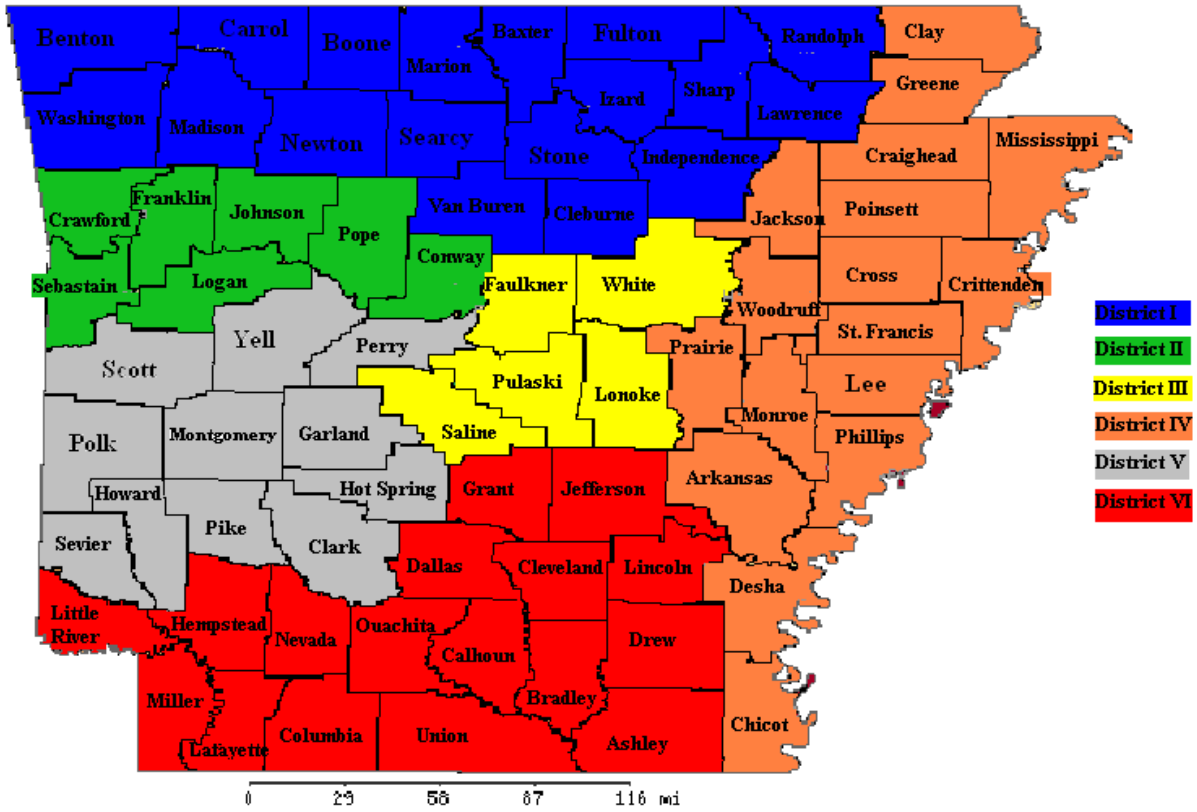 Benton
Carrol
Boone
Marion
Baxter
Fulton
Randolph
Clay
Greene
Washington
Madison
Newton
Searcy
Stone
Izard
Sharp
Lawrence
Independence
Craighead
Mississippi
Crawford
Franklin
Johnson
Pope
Van Buren
Cleburne
Jackson
Poinsett
Sebastain
Logan
Conway
Faulkner
White
Woodruff
Cross
Crittenden
Scott
Yell
Perry
Pulaski
Lonoke
Prairie
St. Francis
Lee
Monroe
Phillips
Polk
Montgomery
Garland
Saline
Hot Spring
Grant
Jefferson
Arkansas
Howard
Sevier
Pike
Clark
Dallas
Cleveland
Lincoln
Desha
Little
River
Hempstead
Nevada
Ouachita
Calhoun
Bradley
Drew
Miller
Lafayette
Columbia
Union
Ashley
Chicot
District I
District II
District III
District IV
District V
District VI
0 29 58 87 116 mi